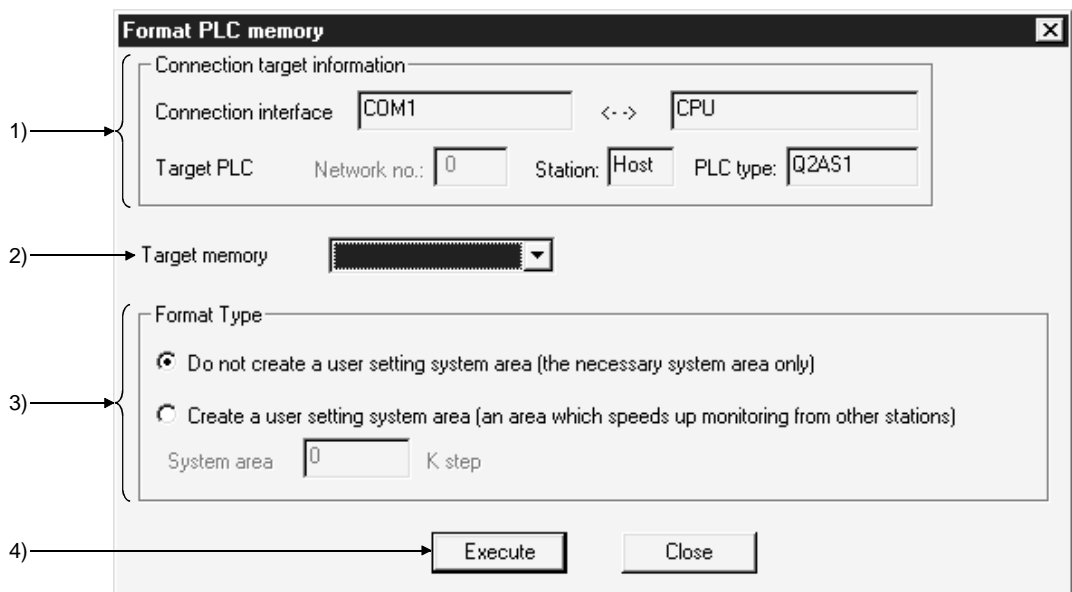 Format PLC memory
1) Connection target information
Connection interface COM1 <--> CPU
Target PLC Network no.: 0 Station: Host PLC type: Q2AS1
2) Target memory
3) Format Type
Do not create a user setting system area (the necessary system area only)
Create a user setting system area (an area which speeds up monitoring from other stations)
System area 0 K step
4) Execute Close